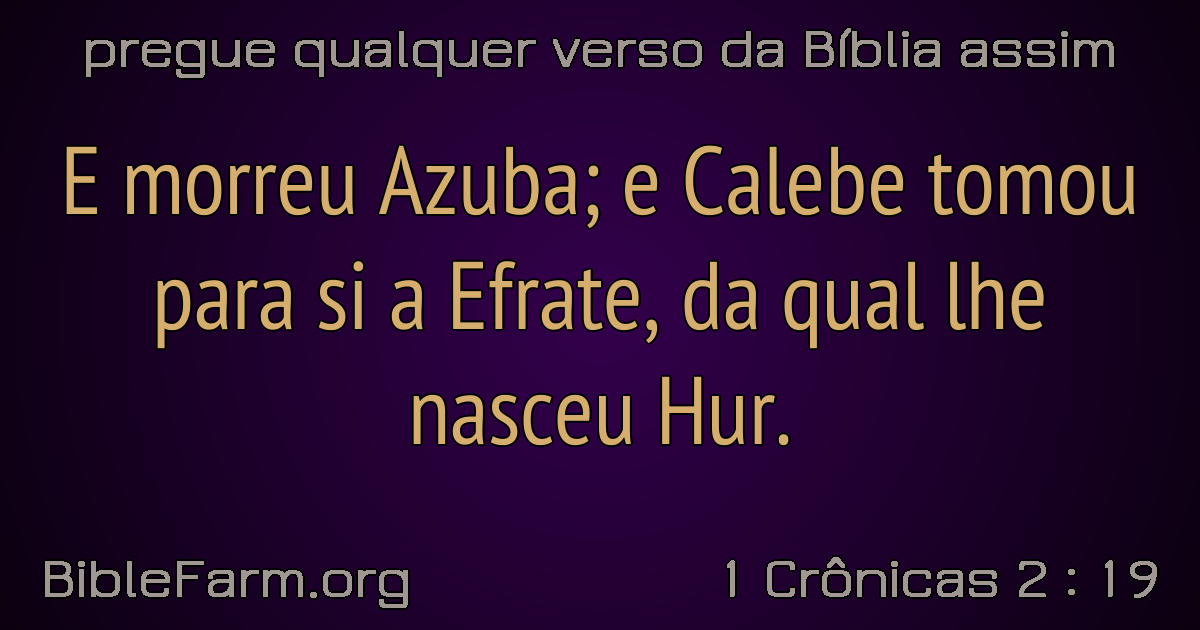 pregue qualquer verso da Bíblia assim
E morreu Azuba; e Calebe tomou
para si a Efrate, da qual lhe
nasceu Hur.
BibleFarm.org
1 Crônicas 2 : 19